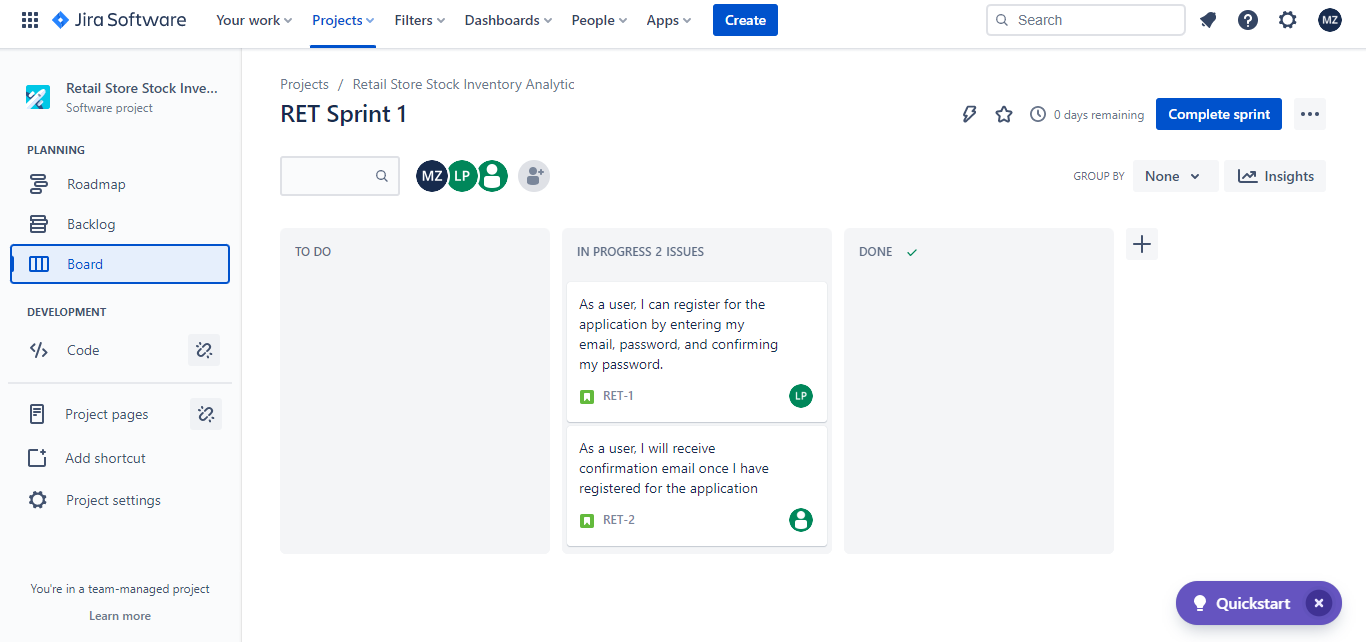 Jira Software Your work Projects Filters Dashboards People Apps Create Search MZ
Retail Store Stock Inve...
Software project
PLANNING
Roadmap
Backlog
Board
DEVELOPMENT
Code
Project pages
Add shortcut
Project settings
You're in a team-managed project
Learn more
Projects / Retail Store Stock Inventory Analytic
RET Sprint 1
0 days remaining Complete sprint
MZ LP
GROUP BY None Insights
TO DO
IN PROGRESS 2 ISSUES
As a user, I can register for the
application by entering my
email, password, and confirming
my password.
RET-1 LP
As a user, I will receive
confirmation email once I have
registered for the application
RET-2
DONE
Quickstart